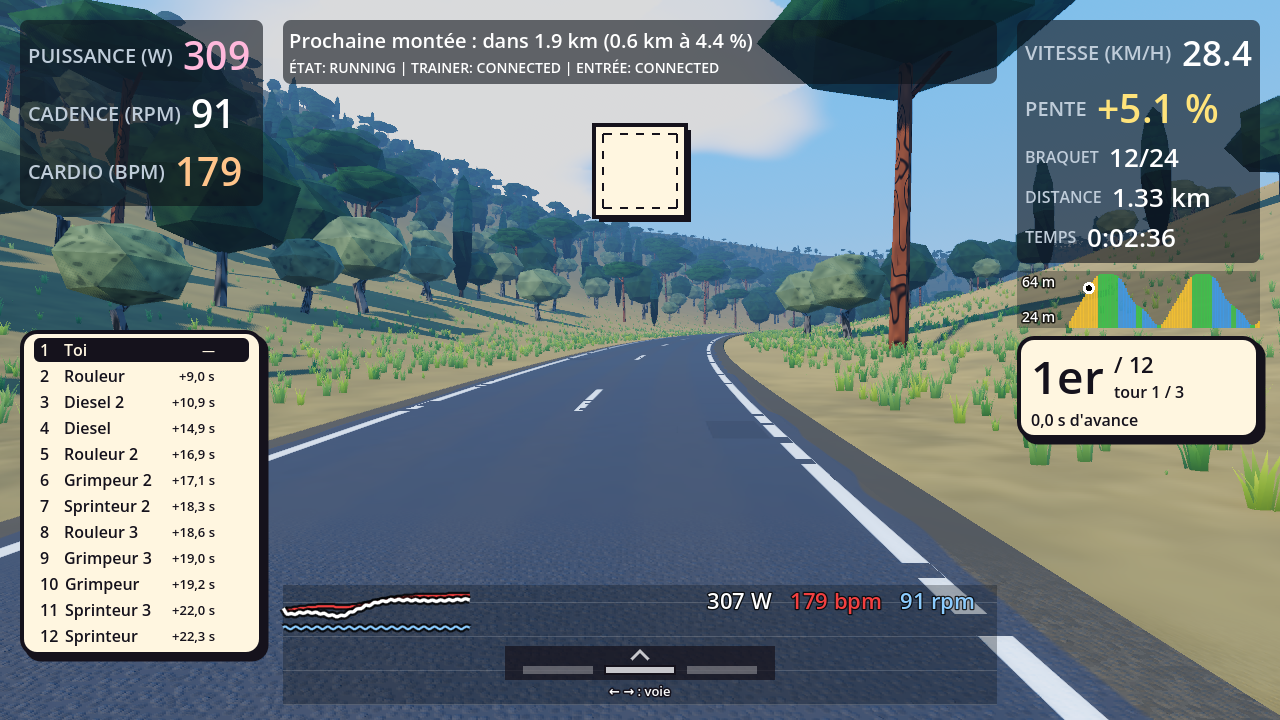 PUISSANCE (W) 309
CADENCE (RPM) 91
CARDIO (BPM) 179
Prochaine montée : dans 1.9 km (0.6 km à 4.4 %)
ÉTAT: RUNNING | TRAINER: CONNECTED | ENTRÉE: CONNECTED
VITESSE (KM/H) 28.4
PENTE +5.1 %
BRAQUET 12/24
DISTANCE 1.33 km
TEMPS 0:02:36
64 m
24 m
1er / 12
tour 1 / 3
0,0 s d'avance
1 Toi —
2 Rouleur +9,0 s
3 Diesel 2 +10,9 s
4 Diesel +14,9 s
5 Rouleur 2 +16,9 s
6 Grimpeur 2 +17,1 s
7 Sprinteur 2 +18,3 s
8 Rouleur 3 +18,6 s
9 Grimpeur 3 +19,0 s
10 Grimpeur +19,2 s
11 Sprinteur 3 +22,0 s
12 Sprinteur +22,3 s
307 W 179 bpm 91 rpm
← → : voie